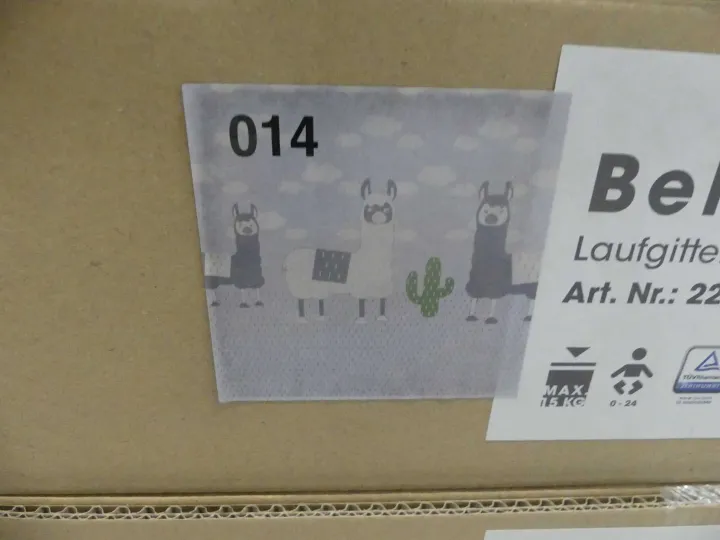 014
Bel
Laufgitte
Art. Nr.: 22
MAX
15 KG
0 - 24